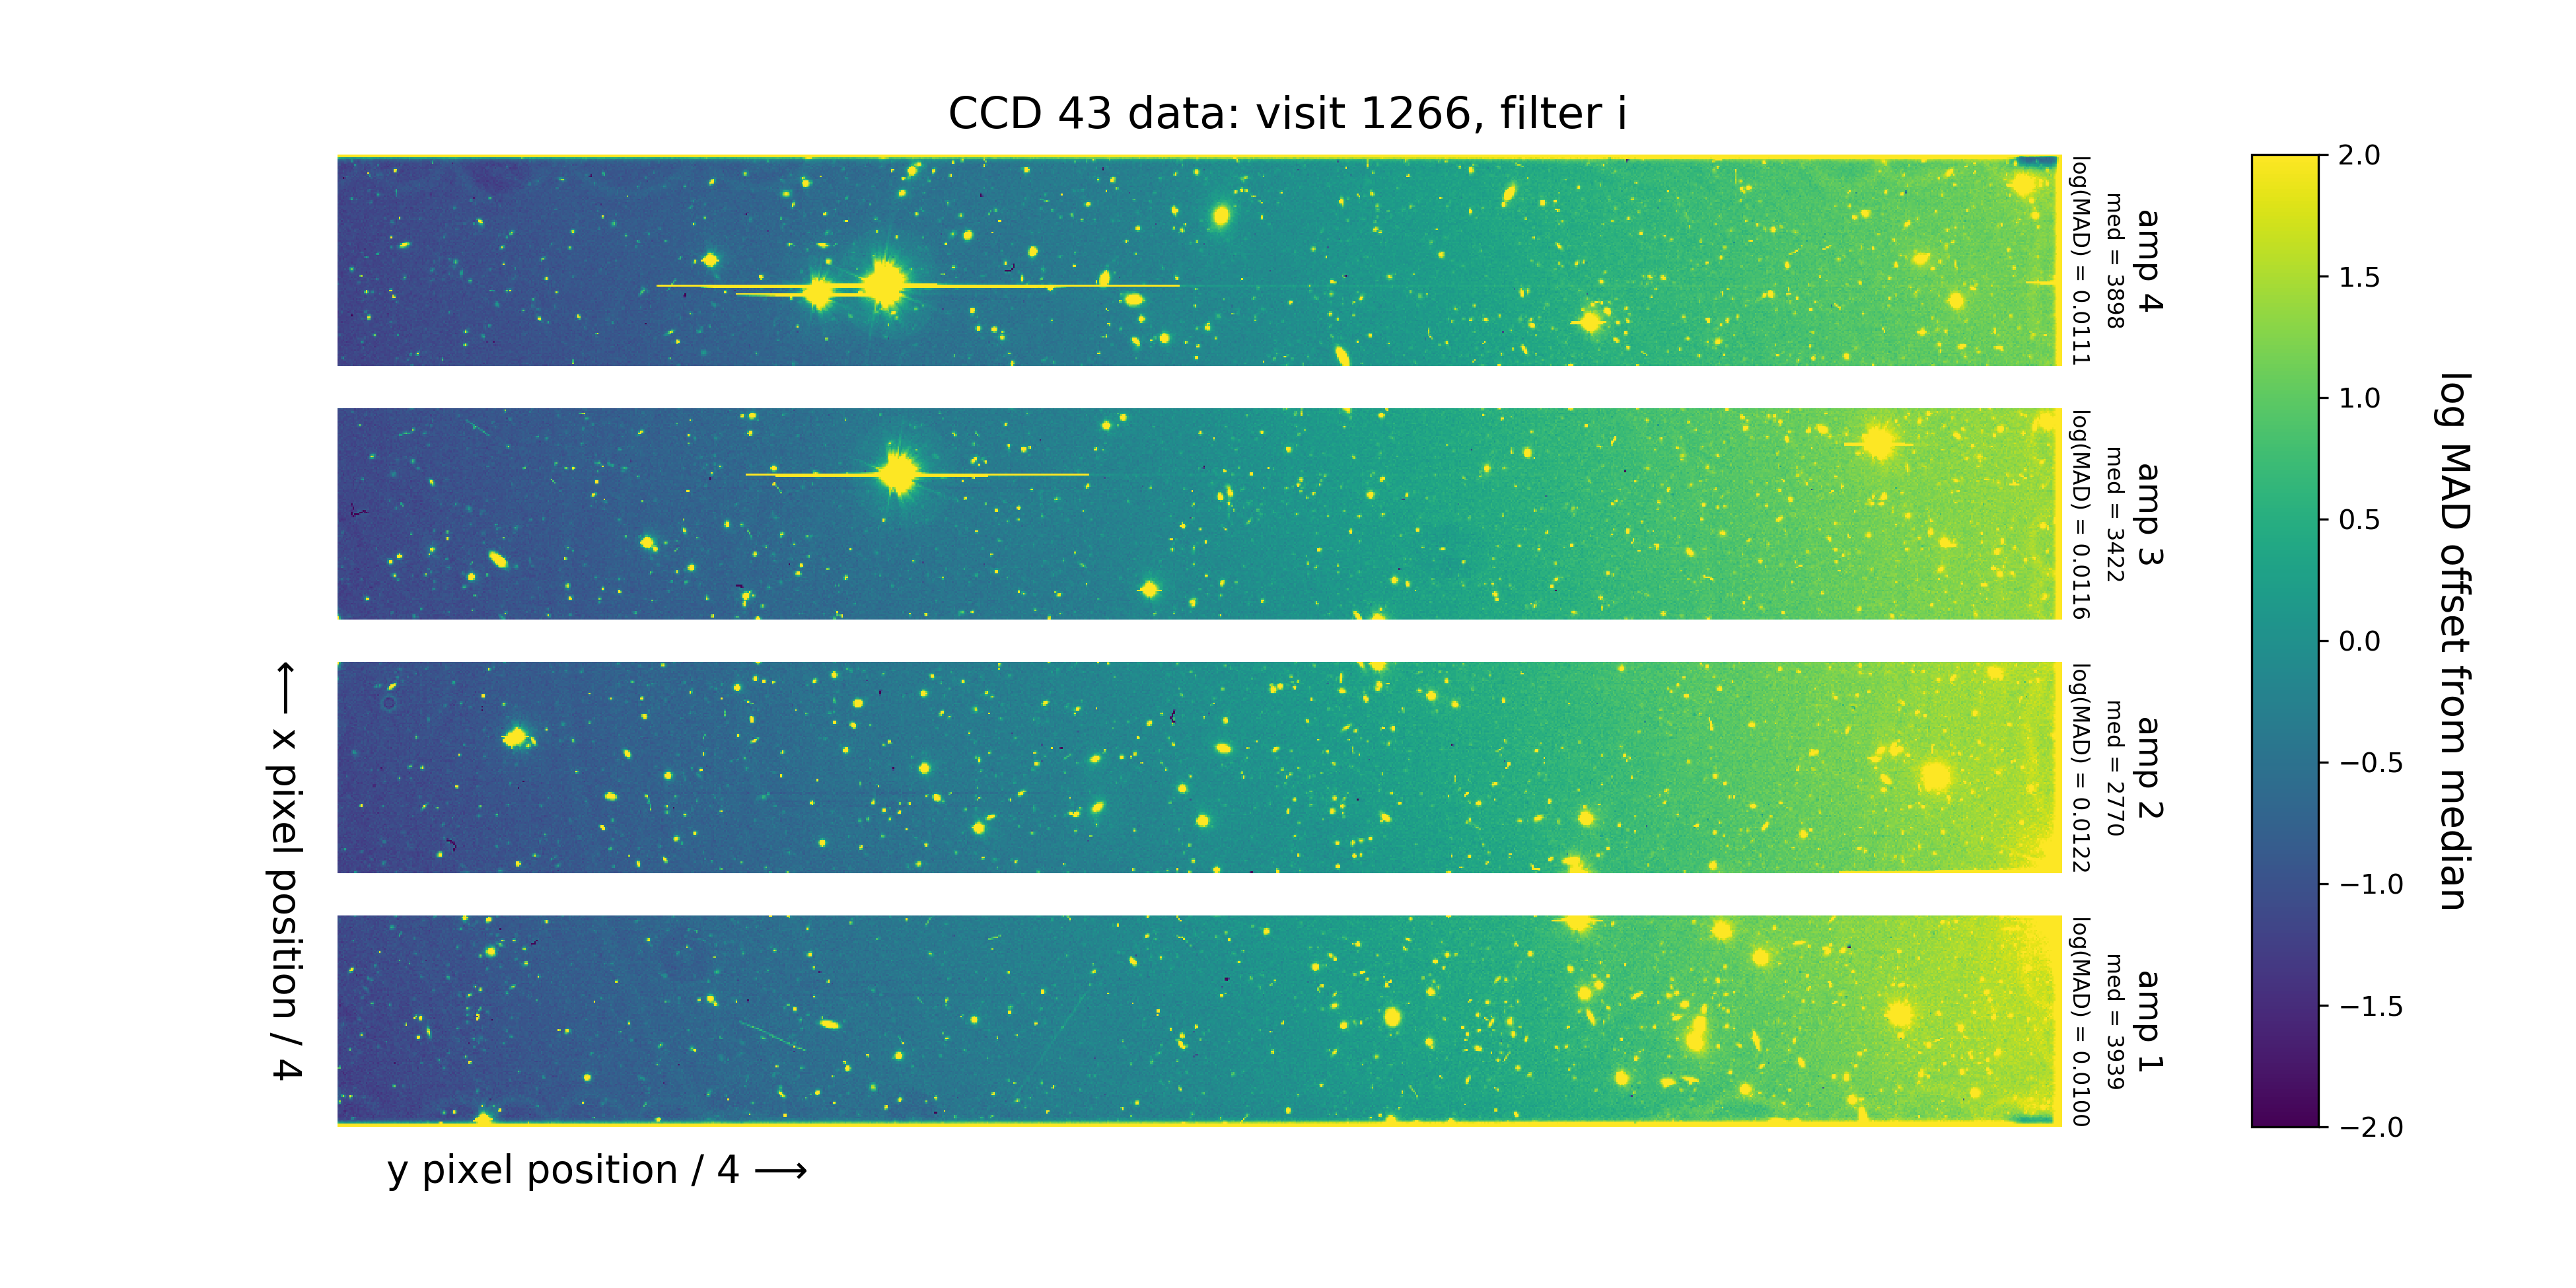 CCD 43 data: visit 1266, filter i
amp 4
med = 3898
log(MAD) = 0.0111
amp 3
med = 3422
log(MAD) = 0.0116
amp 2
med = 2770
log(MAD) = 0.0122
amp 1
med = 3939
log(MAD) = 0.0100
⟵ x pixel position / 4
y pixel position / 4 ⟶
2.0
1.5
1.0
0.5
0.0
−0.5
−1.0
−1.5
−2.0
log MAD offset from median